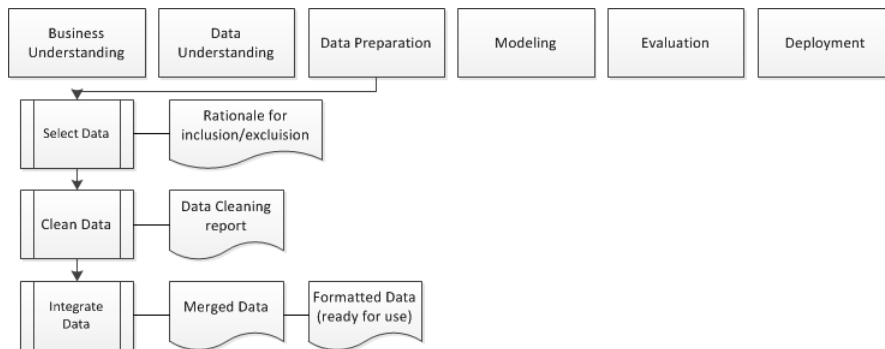 Business
Understanding
Data
Understanding
Data Preparation
Modeling
Evaluation
Deployment
Select Data
Rationale for
inclusion/excluision
Clean Data
Data Cleaning
report
Integrate
Data
Merged Data
Formatted Data
(ready for use)